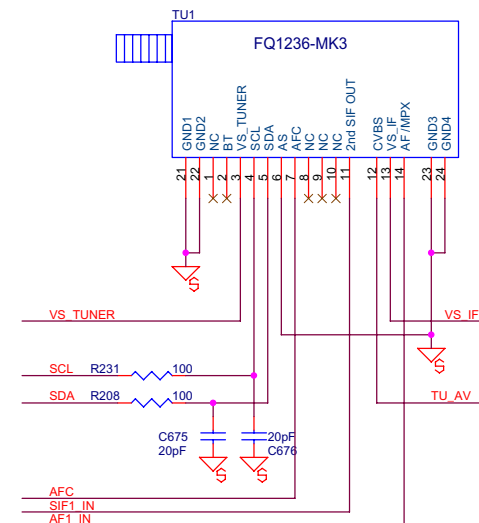 TU1
FQ1236-MK3
GND1
GND2
NC
BT
VS_TUNER
SCL
SDA
AS
AFC
NC
NC
NC
2nd SIF OUT
CVBS
VS_IF
AF/MPX
GND3
GND4
21
22
1
2
3
4
5
6
7
8
9
10
11
12
13
14
23
24
S
VS_TUNER
VS_IF
S
SCL R231 100
SDA R208 100
TU_AV
C675 20pF
20pF C676
S
S
AFC
SIF1_IN
AF1_IN